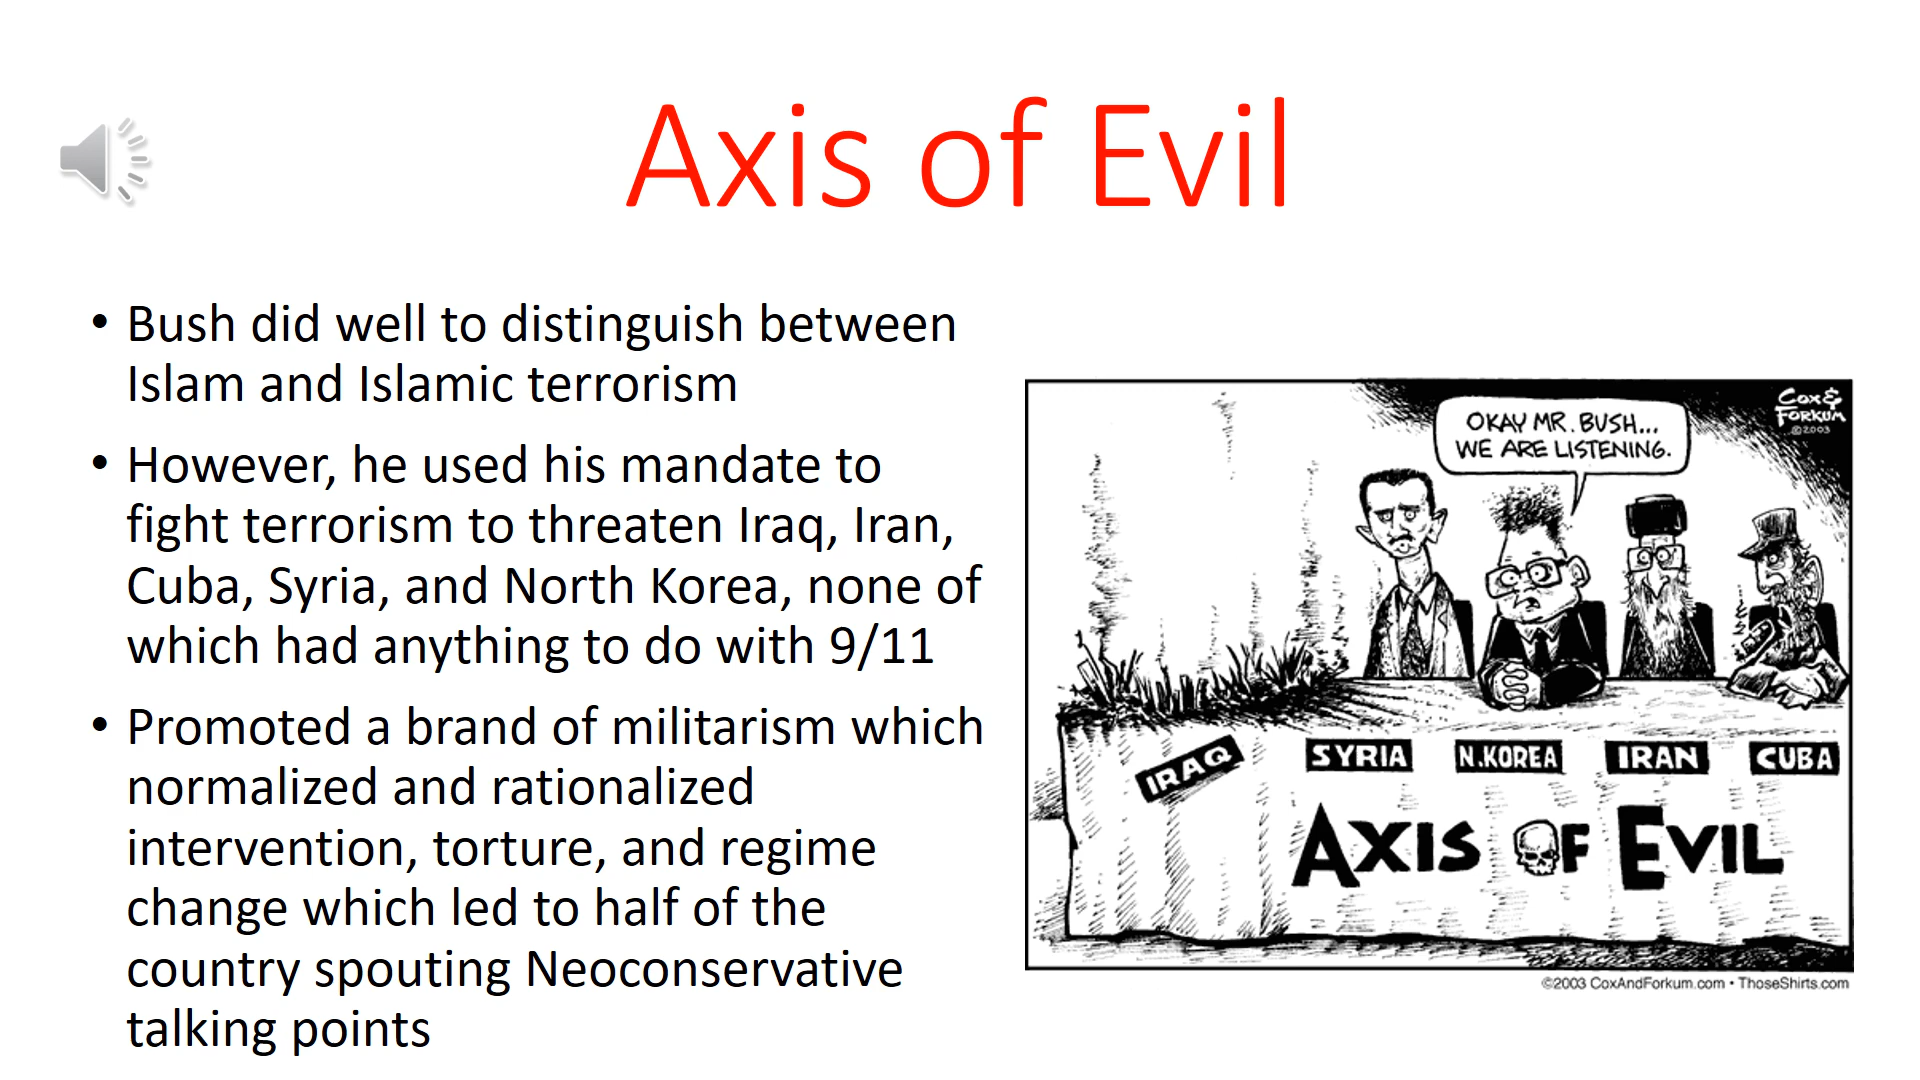 Axis of Evil
• Bush did well to distinguish between
Islam and Islamic terrorism
• However, he used his mandate to
fight terrorism to threaten Iraq, Iran,
Cuba, Syria, and North Korea, none of
which had anything to do with 9/11
• Promoted a brand of militarism which
normalized and rationalized
intervention, torture, and regime
change which led to half of the
country spouting Neoconservative
talking points
COX &
FORKUM
©2003
OKAY MR. BUSH...
WE ARE LISTENING.
IRAQ
SYRIA
N.KOREA
IRAN
CUBA
AXIS OF EVIL
©2003 CoxAndForkum.com • ThoseShirts.com